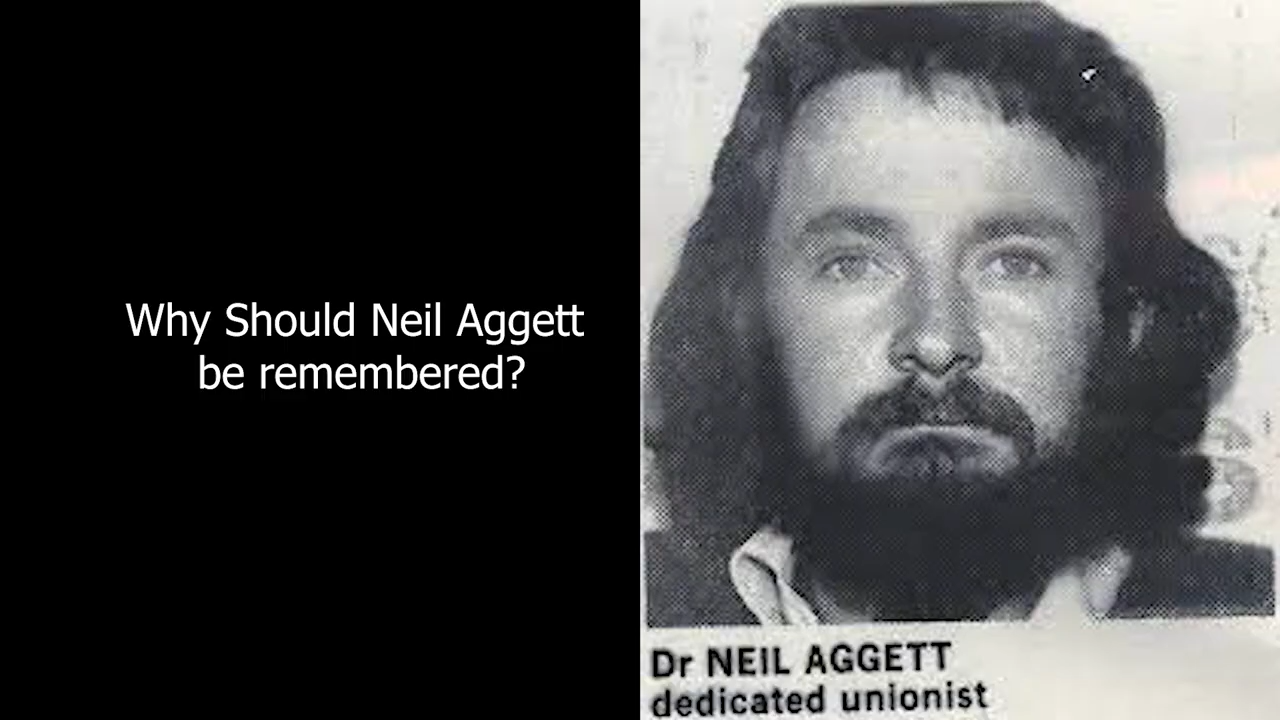 Why Should Neil Aggett
be remembered?
Dr NEIL AGGETT
dedicated unionist